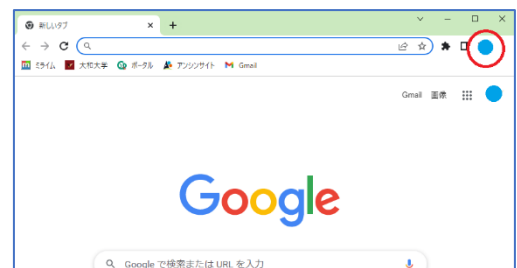 新しいタブ
ミライム 大和大学 ポータル アンシンサイト Gmail
Gmail 画像
Google
Google で検索または URL を入力